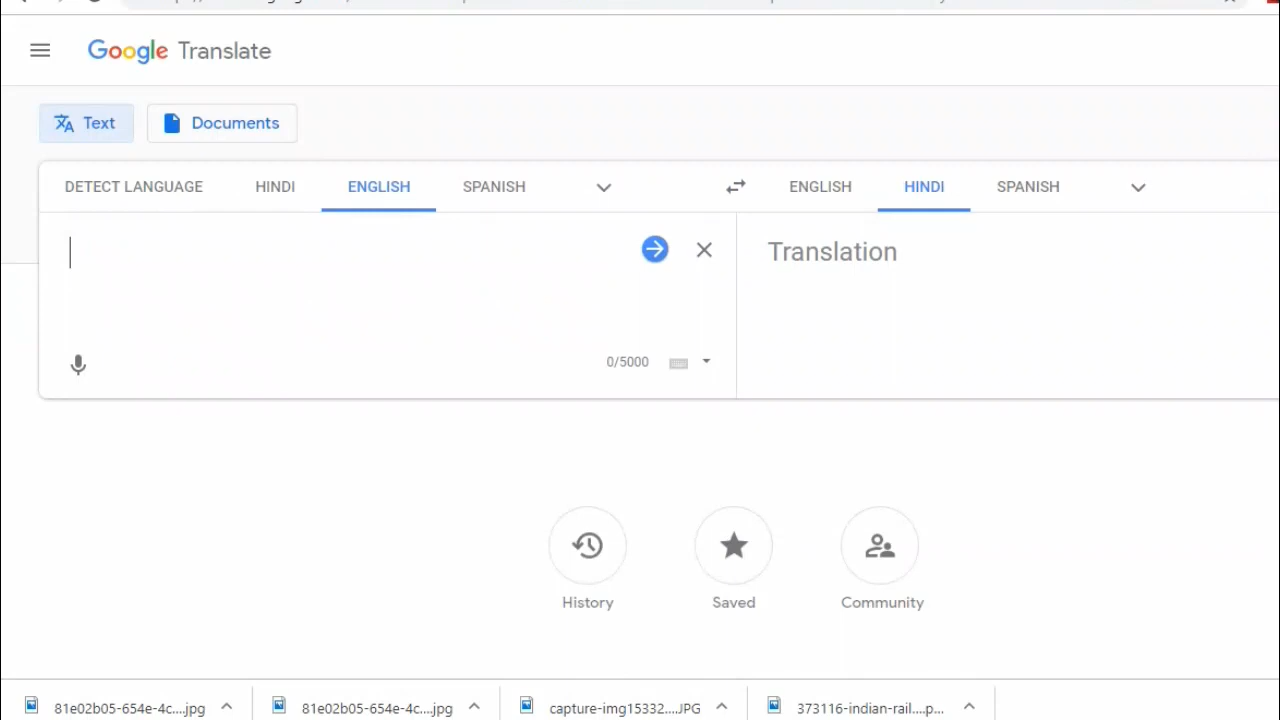 Google Translate
Text Documents
DETECT LANGUAGE HINDI ENGLISH SPANISH ENGLISH HINDI SPANISH
Translation
0/5000
History Saved Community
81e02b05-654e-4c....jpg 81e02b05-654e-4c....jpg capture-img15332....JPG 373116-indian-rail....p...